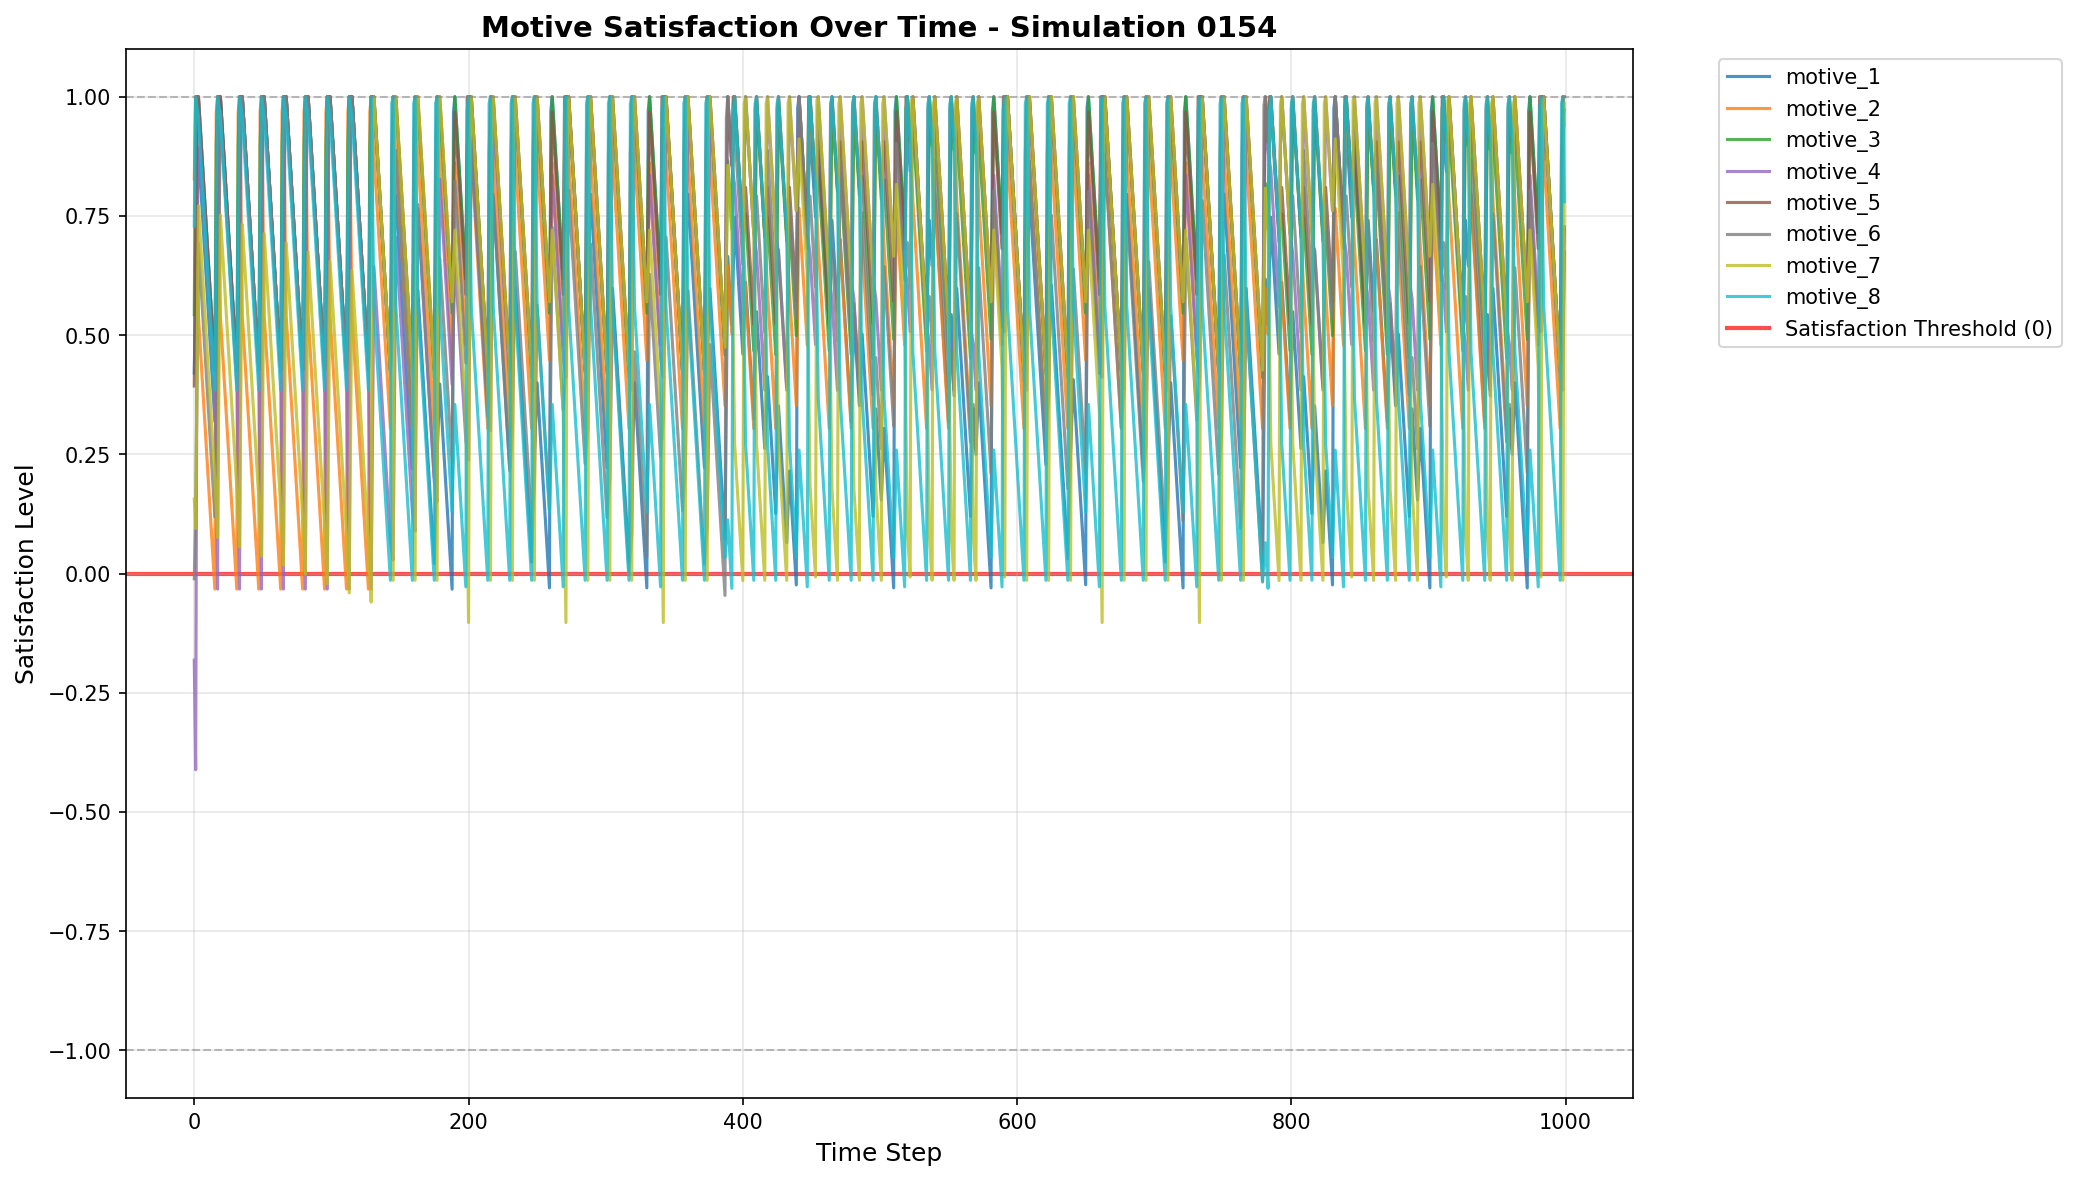 Motive Satisfaction Over Time - Simulation 0154
1.00
0.75
0.50
0.25
0.00
−0.25
−0.50
−0.75
−1.00
Satisfaction Level
0
200
400
600
800
1000
Time Step
motive_1
motive_2
motive_3
motive_4
motive_5
motive_6
motive_7
motive_8
Satisfaction Threshold (0)